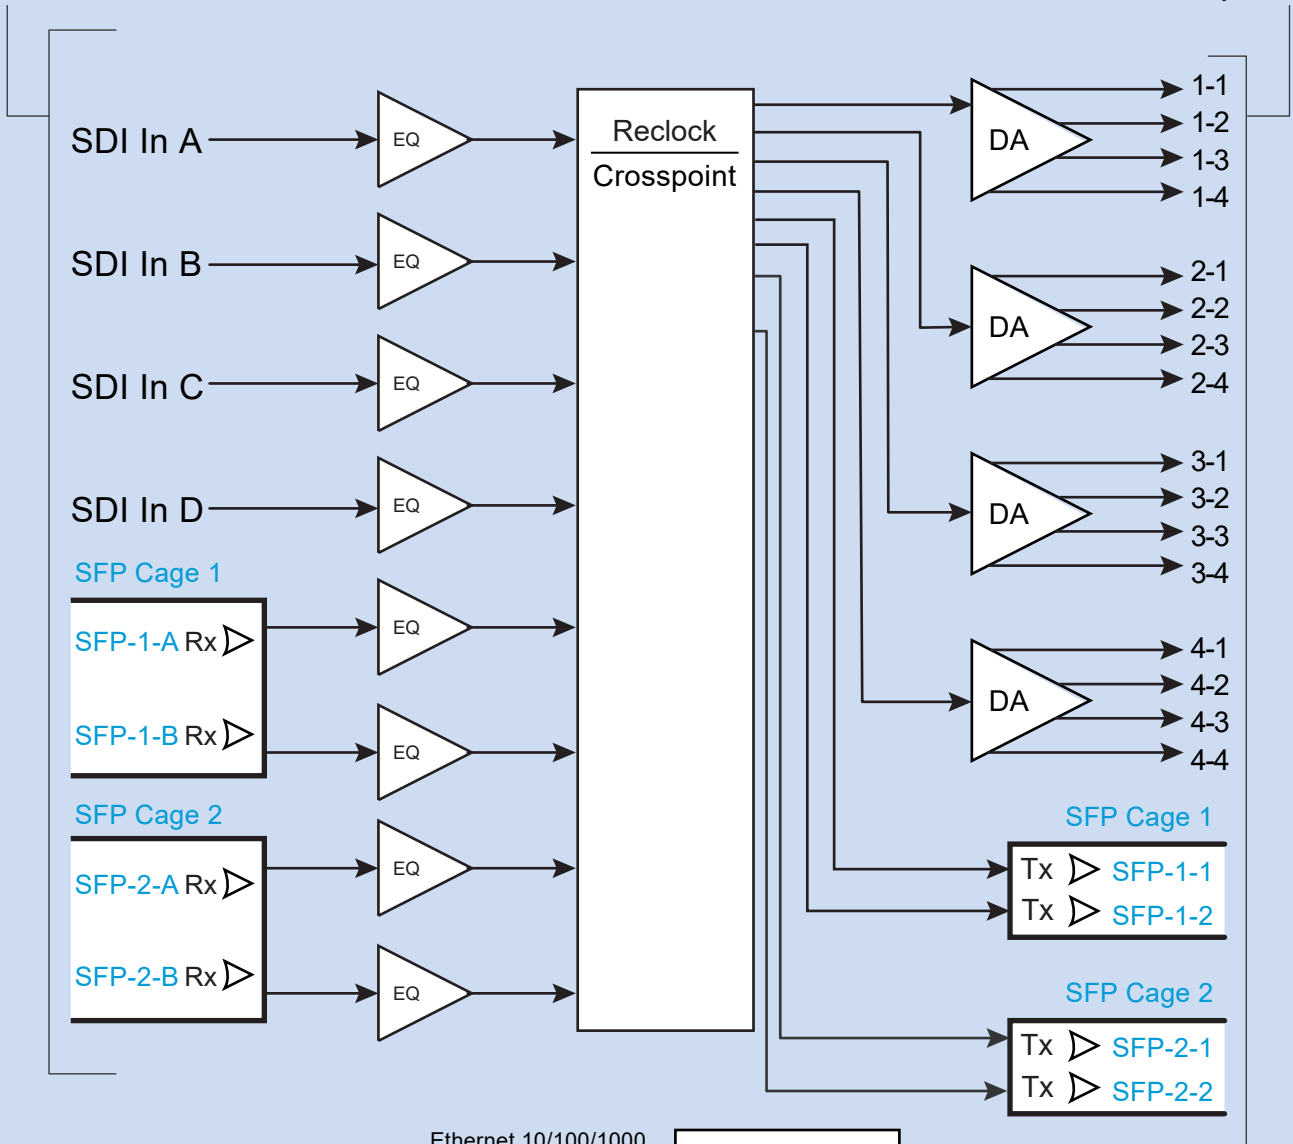 SDI In A
EQ
SDI In B
EQ
SDI In C
EQ
SDI In D
EQ
SFP Cage 1
SFP-1-A Rx
EQ
SFP-1-B Rx
EQ
SFP Cage 2
SFP-2-A Rx
EQ
SFP-2-B Rx
EQ
Reclock
Crosspoint
DA
1-1
1-2
1-3
1-4
DA
2-1
2-2
2-3
2-4
DA
3-1
3-2
3-3
3-4
DA
4-1
4-2
4-3
4-4
SFP Cage 1
Tx SFP-1-1
Tx SFP-1-2
SFP Cage 2
Tx SFP-2-1
Tx SFP-2-2
Ethernet 10/100/1000